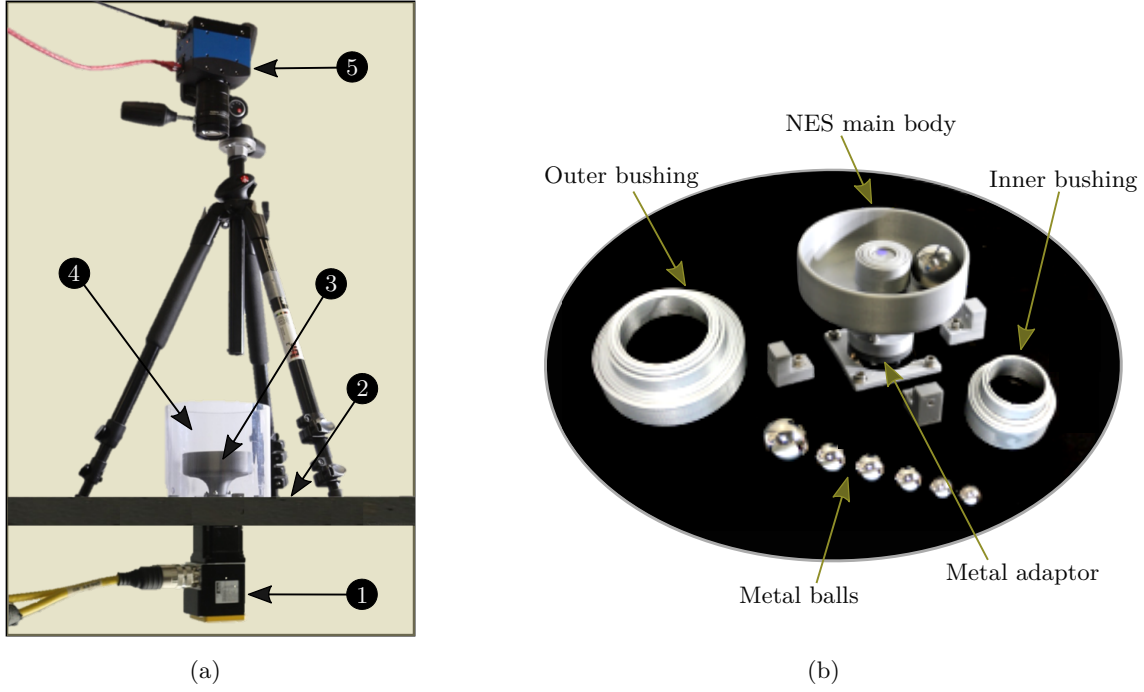 5
4
3
2
1
(a)
NES main body
Outer bushing
Inner bushing
Metal adaptor
Metal balls
(b)